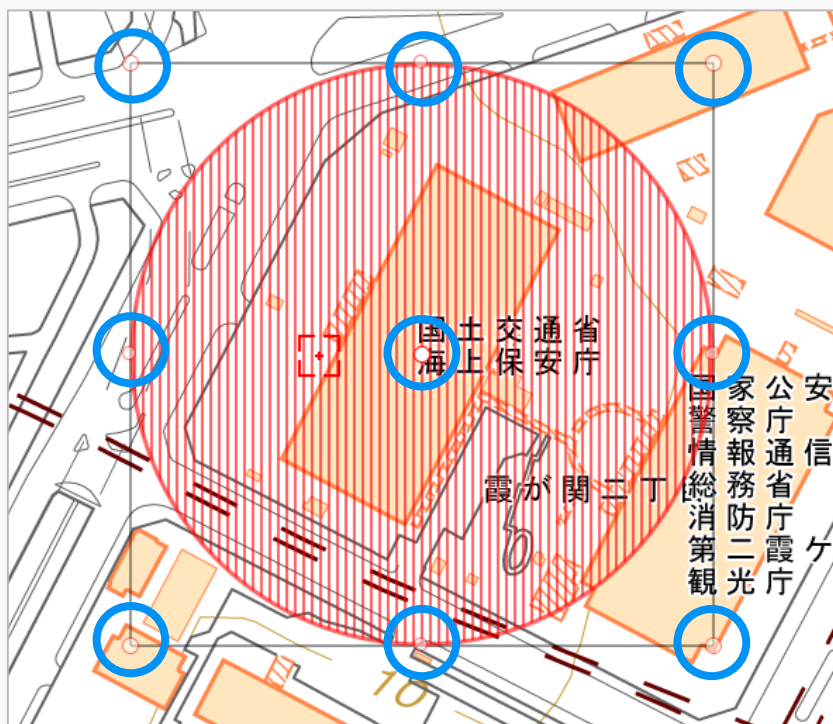 国土交通省
海上保安庁
霞が関二丁
国家公安
警察庁
情報通信
総務省
消防庁
第二霞ケ
観光庁
10